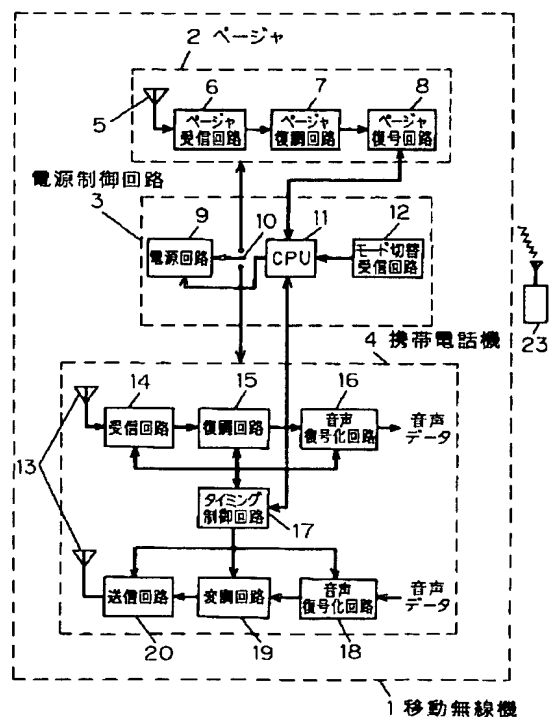 2 ページャ
5
6
ページャ
受信回路
7
ページャ
復調回路
8
ページャ
復号回路
電源制御回路
3
9
電源回路
10
11
CPU
12
モード切替
受信回路
23
4 携帯電話機
13
14
受信回路
15
復調回路
16
音声
復号化回路
音声
データ
タイミング
制御回路
17
送信回路
20
変調回路
19
音声
復号化回路
18
音声
データ
1 移動無線機